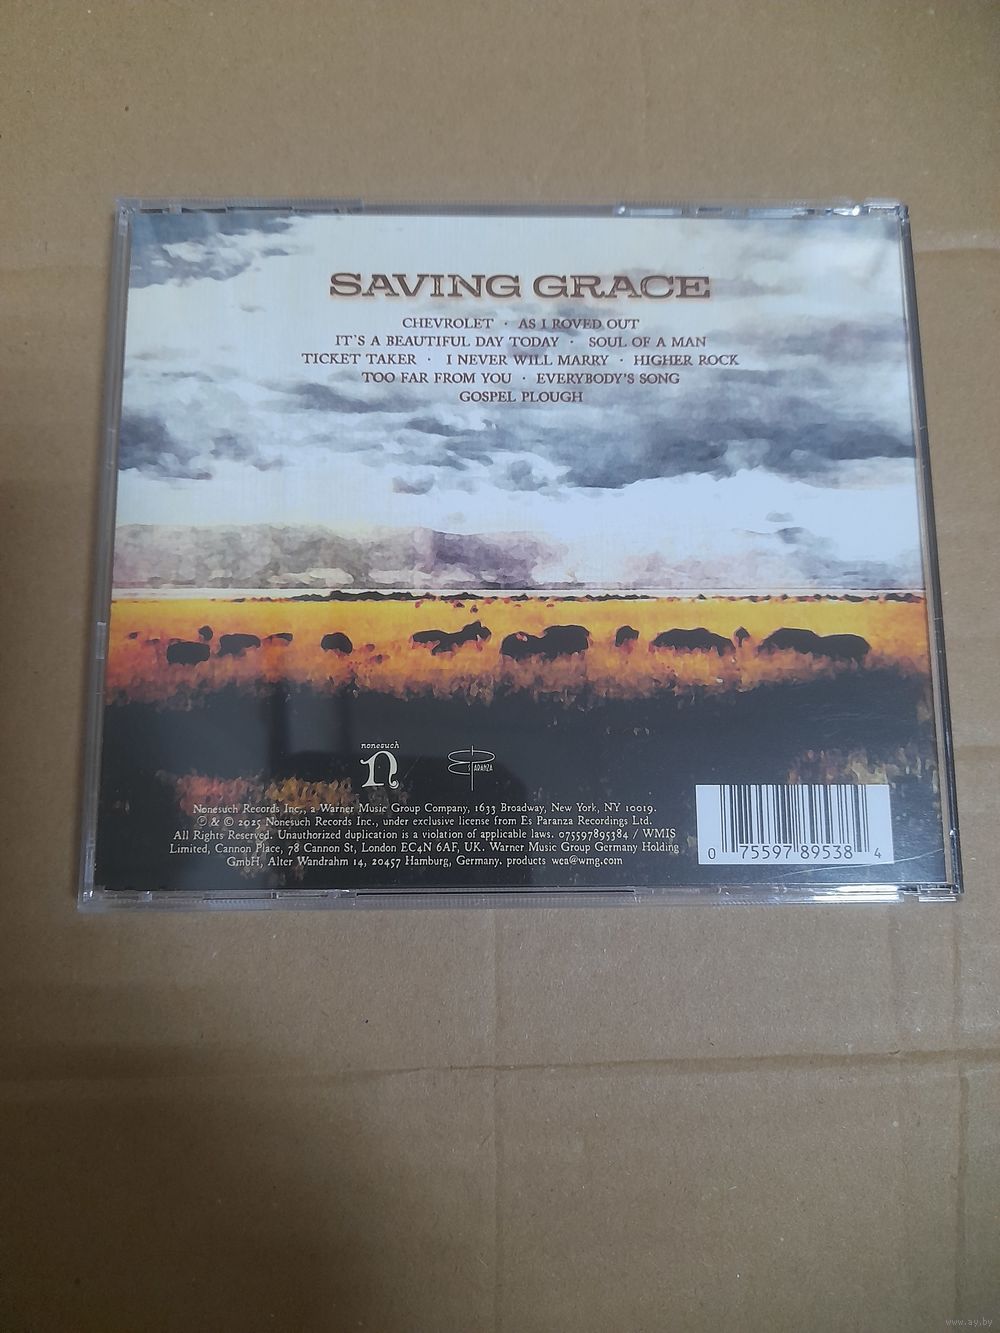 SAVING GRACE
CHEVROLET · AS I ROVED OUT
IT'S A BEAUTIFUL DAY TODAY · SOUL OF A MAN
TICKET TAKER · I NEVER WILL MARRY · HIGHER ROCK
TOO FAR FROM YOU · EVERYBODY'S SONG
GOSPEL PLOUGH
nonesuch
N
ES PARANZA
Nonesuch Records Inc., a Warner Music Group Company, 1633 Broadway, New York, NY 10019.
℗ & © 2025 Nonesuch Records Inc., under exclusive license from Es Paranza Recordings Ltd.
All Rights Reserved. Unauthorized duplication is a violation of applicable laws. 075597895384 / WMIS
Limited, Cannon Place, 78 Cannon St, London EC4N 6AF, UK. Warner Music Group Germany Holding
GmbH, Alter Wandrahm 14, 20457 Hamburg, Germany. products wea@wmg.com
0 75597 89538 4
www.ay.by